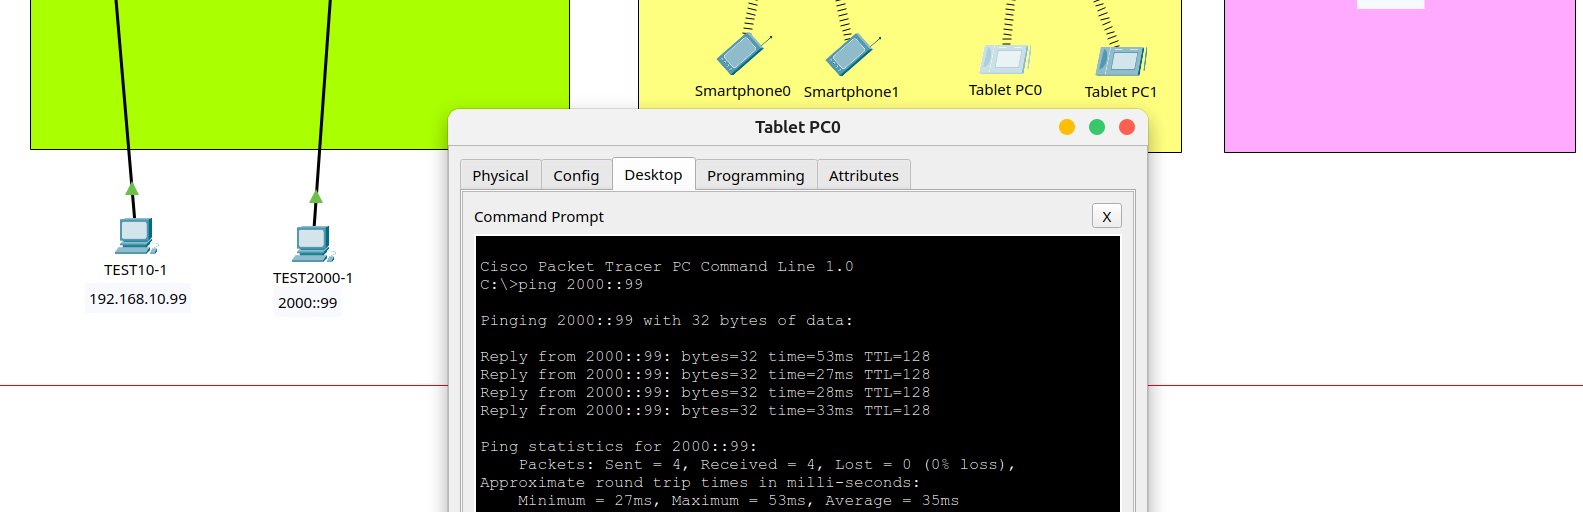 Smartphone0
Smartphone1
Tablet PC0
Tablet PC1
TEST10-1
192.168.10.99
TEST2000-1
2000::99
Tablet PC0
Physical
Config
Desktop
Programming
Attributes
Command Prompt
X
Cisco Packet Tracer PC Command Line 1.0
C:\>ping 2000::99
Pinging 2000::99 with 32 bytes of data:
Reply from 2000::99: bytes=32 time=53ms TTL=128
Reply from 2000::99: bytes=32 time=27ms TTL=128
Reply from 2000::99: bytes=32 time=28ms TTL=128
Reply from 2000::99: bytes=32 time=33ms TTL=128
Ping statistics for 2000::99:
Packets: Sent = 4, Received = 4, Lost = 0 (0% loss),
Approximate round trip times in milli-seconds:
Minimum = 27ms, Maximum = 53ms, Average = 35ms